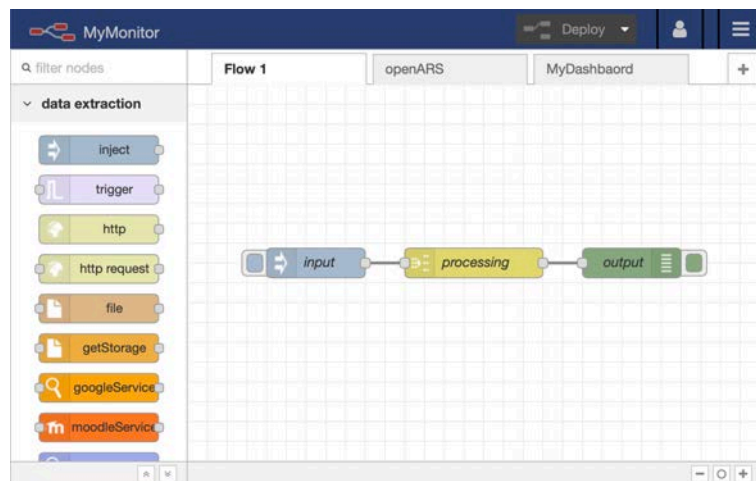 MyMonitor
Deploy
filter nodes
Flow 1
openARS
MyDashbaord
data extraction
inject
trigger
http
http request
file
getStorage
googleService
moodleService
input
processing
output